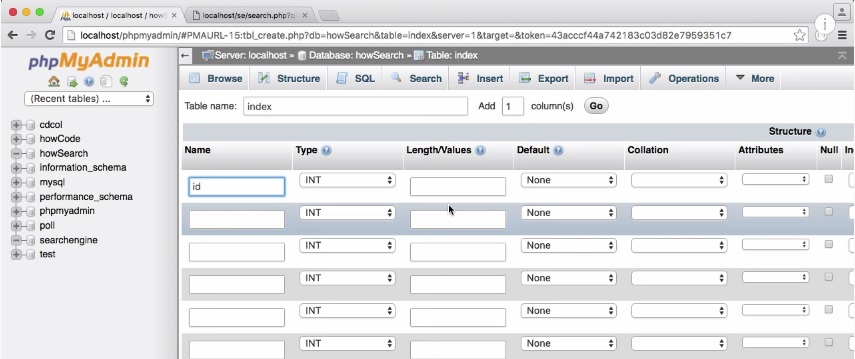 localhost / localhost / how
localhost/se/search.php?
localhost/phpmyadmin/#PMAURL-15:tbl_create.php?db=howSearch&table=index&server=1&target=&token=43acccf44a742183c03d82e7959351c7
phpMyAdmin
(Recent tables) ...
cdcol
howCode
howSearch
information_schema
mysql
performance_schema
phpmyadmin
poll
searchengine
test
Server: localhost » Database: howSearch » Table: index
Browse Structure SQL Search Insert Export Import Operations More
Table name: index Add 1 column(s) Go
Structure
Name Type Length/Values Default Collation Attributes Null In
id INT None
INT None
INT None
INT None
INT None
INT None